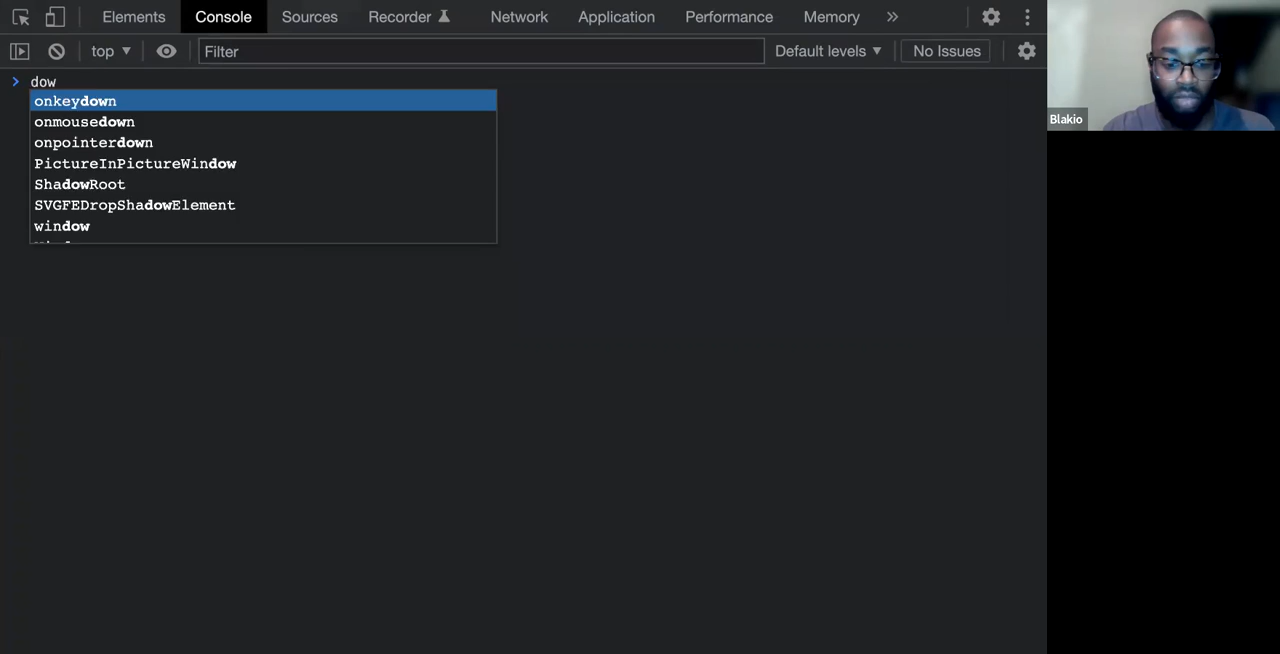 Elements Console Sources Recorder Network Application Performance Memory »
top ▼ Filter Default levels ▼ No Issues
> dow
onkeydown
onmousedown
onpointerdown
PictureInPictureWindow
ShadowRoot
SVGFEDropShadowElement
window
Blakio